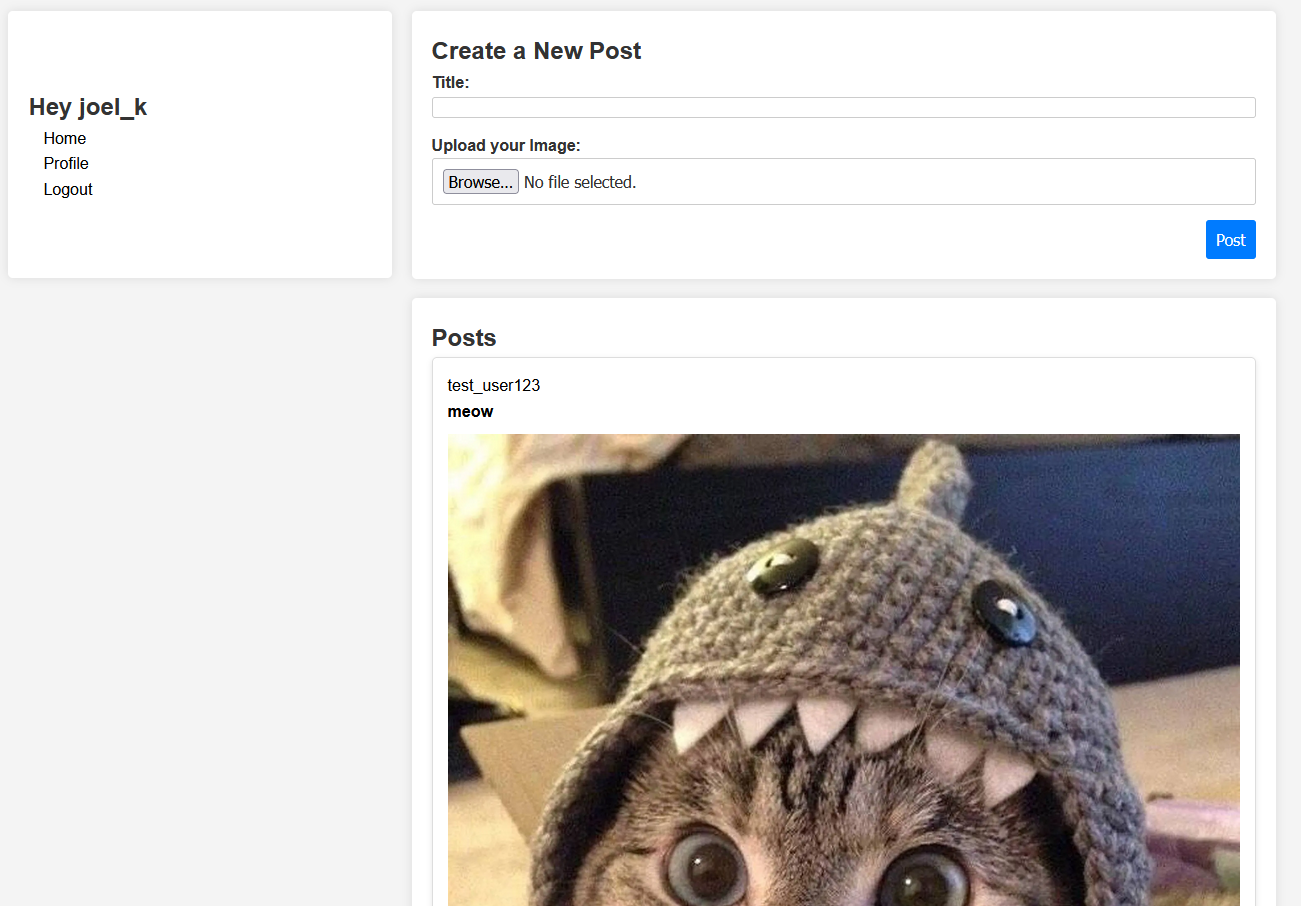 Hey joel_k
Home
Profile
Logout
Create a New Post
Title:
Upload your Image:
Browse... No file selected.
Post
Posts
test_user123
meow